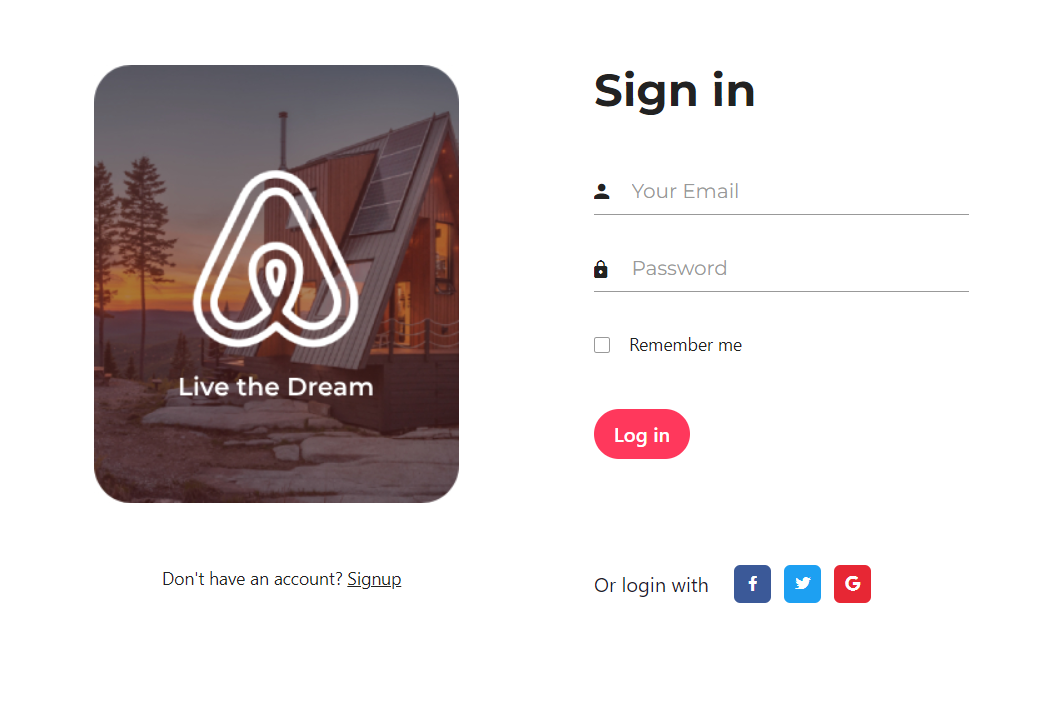 Live the Dream
Don't have an account? Signup
Sign in
Your Email
Password
Remember me
Log in
Or login with